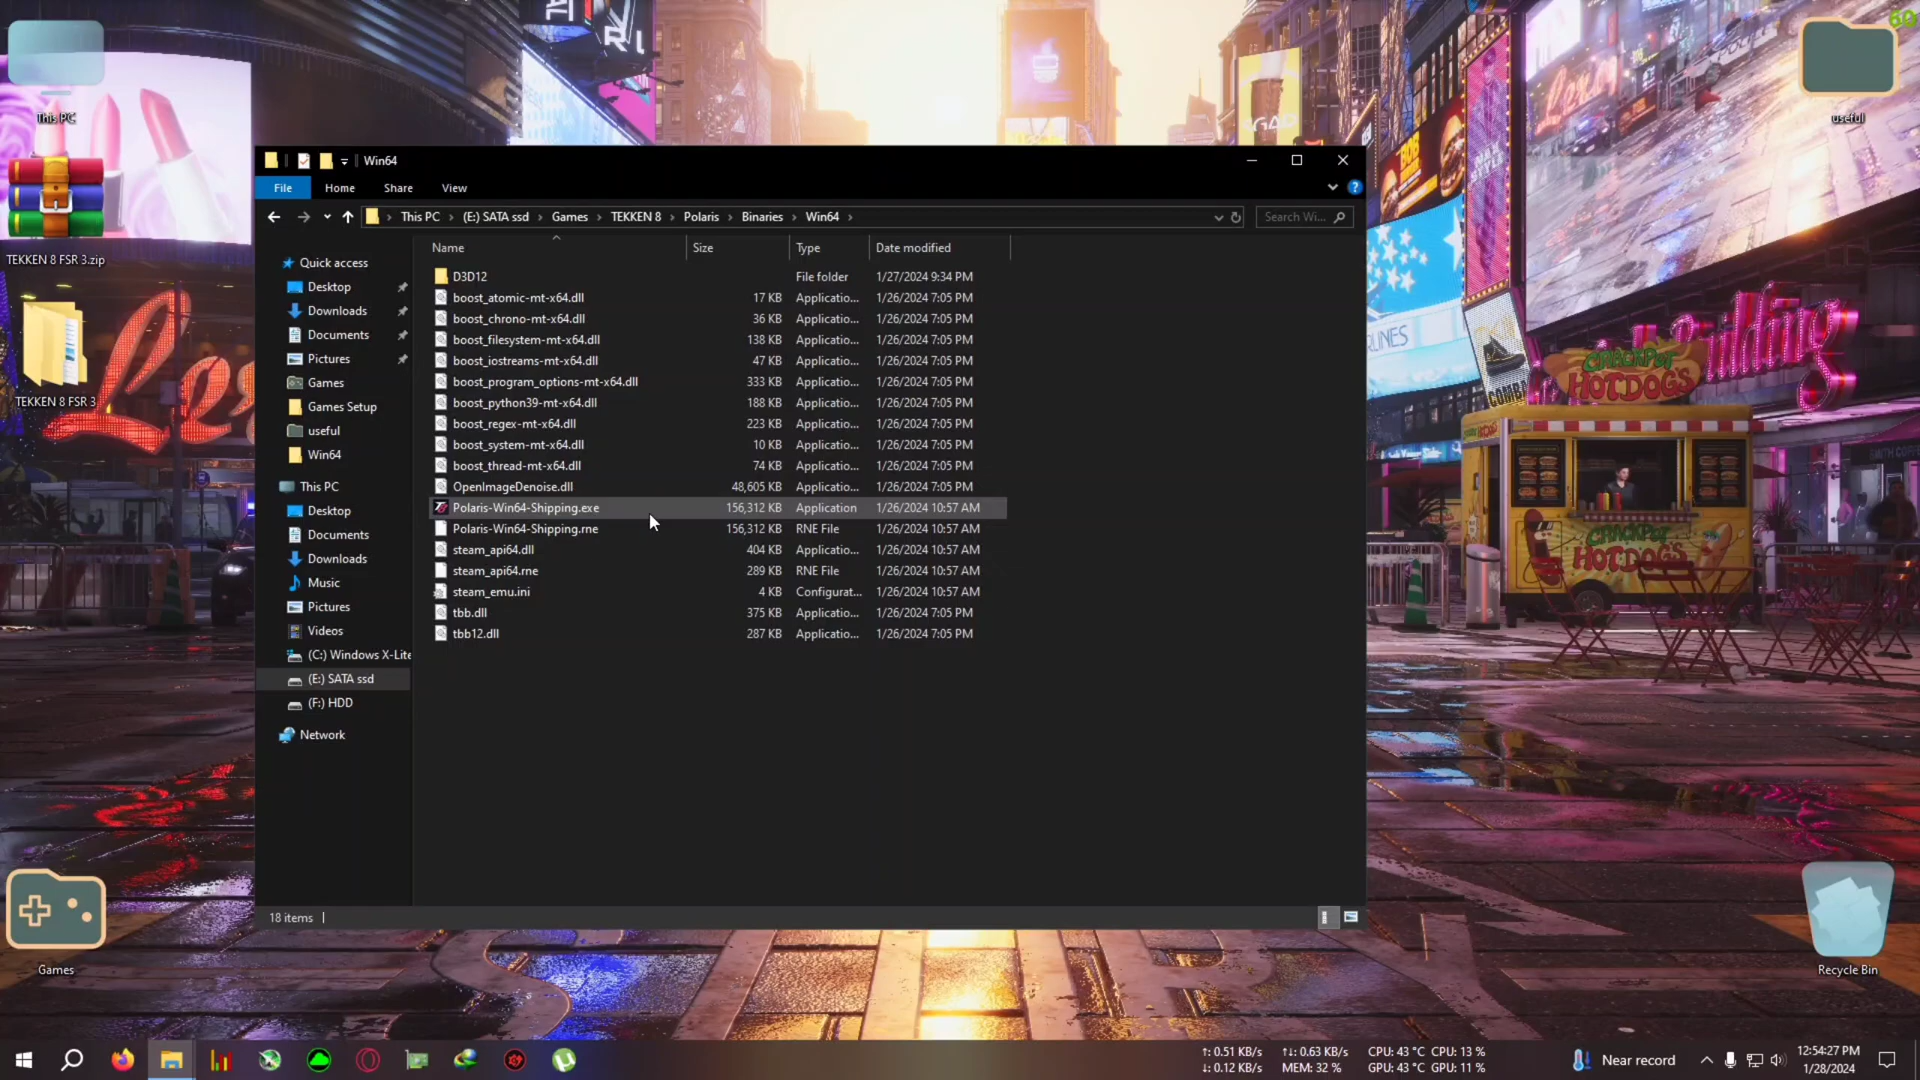 60
This PC
useful
TEKKEN 8 FSR 3.zip
TEKKEN 8 FSR 3
Games
Recycle Bin
Win64
File Home Share View
This PC > (E:) SATA ssd > Games > TEKKEN 8 > Polaris > Binaries > Win64 >
Search Wi...
Name Size Type Date modified
Quick access
Desktop
Downloads
Documents
Pictures
Games
Games Setup
useful
Win64
This PC
Desktop
Documents
Downloads
Music
Pictures
Videos
(C:) Windows X-Lite
(E:) SATA ssd
(F:) HDD
Network
D3D12 File folder 1/27/2024 9:34 PM
boost_atomic-mt-x64.dll 17 KB Applicatio... 1/26/2024 7:05 PM
boost_chrono-mt-x64.dll 36 KB Applicatio... 1/26/2024 7:05 PM
boost_filesystem-mt-x64.dll 138 KB Applicatio... 1/26/2024 7:05 PM
boost_iostreams-mt-x64.dll 47 KB Applicatio... 1/26/2024 7:05 PM
boost_program_options-mt-x64.dll 333 KB Applicatio... 1/26/2024 7:05 PM
boost_python39-mt-x64.dll 188 KB Applicatio... 1/26/2024 7:05 PM
boost_regex-mt-x64.dll 223 KB Applicatio... 1/26/2024 7:05 PM
boost_system-mt-x64.dll 10 KB Applicatio... 1/26/2024 7:05 PM
boost_thread-mt-x64.dll 74 KB Applicatio... 1/26/2024 7:05 PM
OpenImageDenoise.dll 48,605 KB Applicatio... 1/26/2024 7:05 PM
Polaris-Win64-Shipping.exe 156,312 KB Application 1/26/2024 10:57 AM
Polaris-Win64-Shipping.rne 156,312 KB RNE File 1/26/2024 10:57 AM
steam_api64.dll 404 KB Applicatio... 1/26/2024 10:57 AM
steam_api64.rne 289 KB RNE File 1/26/2024 10:57 AM
steam_emu.ini 4 KB Configurat... 1/26/2024 10:57 AM
tbb.dll 375 KB Applicatio... 1/26/2024 7:05 PM
tbb12.dll 287 KB Applicatio... 1/26/2024 7:05 PM
18 items
CRACKPOT
HOTDOGS
Building
CRACKPOT
HOTDOGS
↑: 0.51 KB/s ↑↓: 0.63 KB/s CPU: 43 °C CPU: 13 %
↓: 0.12 KB/s MEM: 32 % GPU: 43 °C GPU: 11 %
Near record
12:54:27 PM
1/28/2024